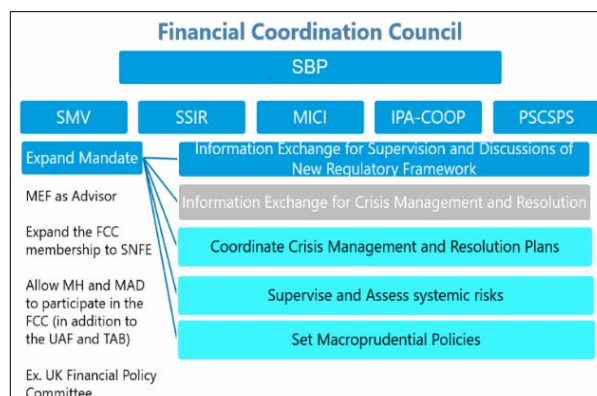 Financial Coordination Council
SBP
SMV SSIR MICI IPA-COOP PSCSPS
Expand Mandate
Information Exchange for Supervision and Discussions of
New Regulatory Framework
MEF as Advisor
Information Exchange for Crisis Management and Resolution
Expand the FCC
membership to SNFE
Coordinate Crisis Management and Resolution Plans
Allow MH and MAD
to participate in the
FCC (in addition to
the UAF and TAB)
Supervise and Assess systemic risks
Set Macroprudential Policies
Ex. UK Financial Policy
Committee